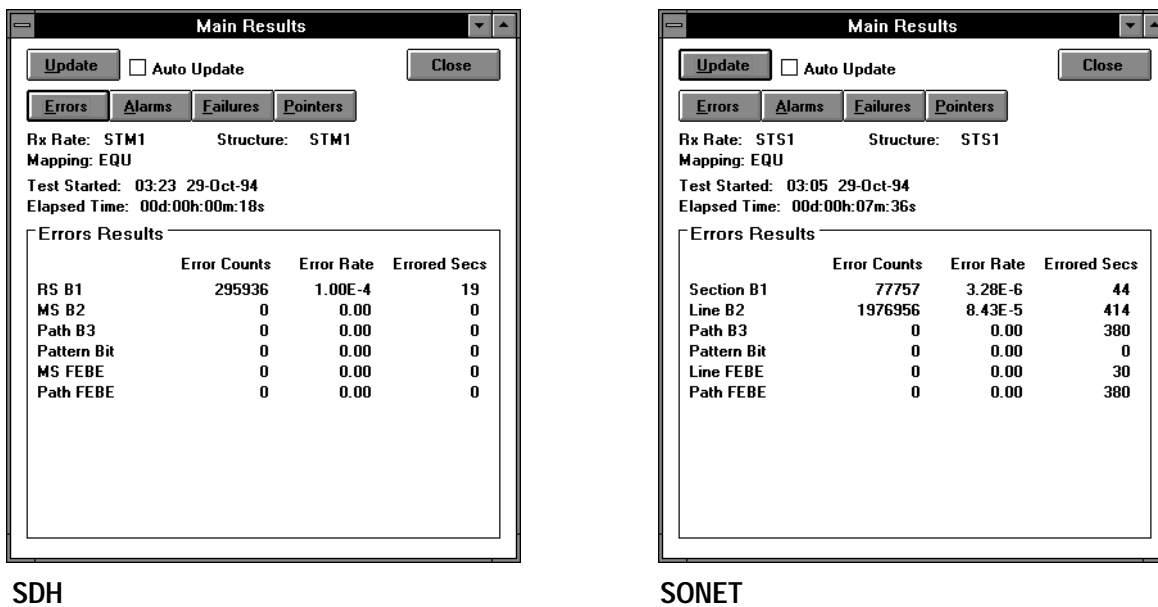 Main Results
Update Auto Update Close
Errors Alarms Failures Pointers
Rx Rate: STM1 Structure: STM1
Mapping: EQU
Test Started: 03:23 29-Oct-94
Elapsed Time: 00d:00h:00m:18s
Errors Results
Error Counts Error Rate Errored Secs
RS B1 295936 1.00E-4 19
MS B2 0 0.00 0
Path B3 0 0.00 0
Pattern Bit 0 0.00 0
MS FEBE 0 0.00 0
Path FEBE 0 0.00 0
SDH
Main Results
Update Auto Update Close
Errors Alarms Failures Pointers
Rx Rate: STS1 Structure: STS1
Mapping: EQU
Test Started: 03:05 29-Oct-94
Elapsed Time: 00d:00h:07m:36s
Errors Results
Error Counts Error Rate Errored Secs
Section B1 77757 3.28E-6 44
Line B2 1976956 8.43E-5 414
Path B3 0 0.00 380
Pattern Bit 0 0.00 0
Line FEBE 0 0.00 30
Path FEBE 0 0.00 380
SONET